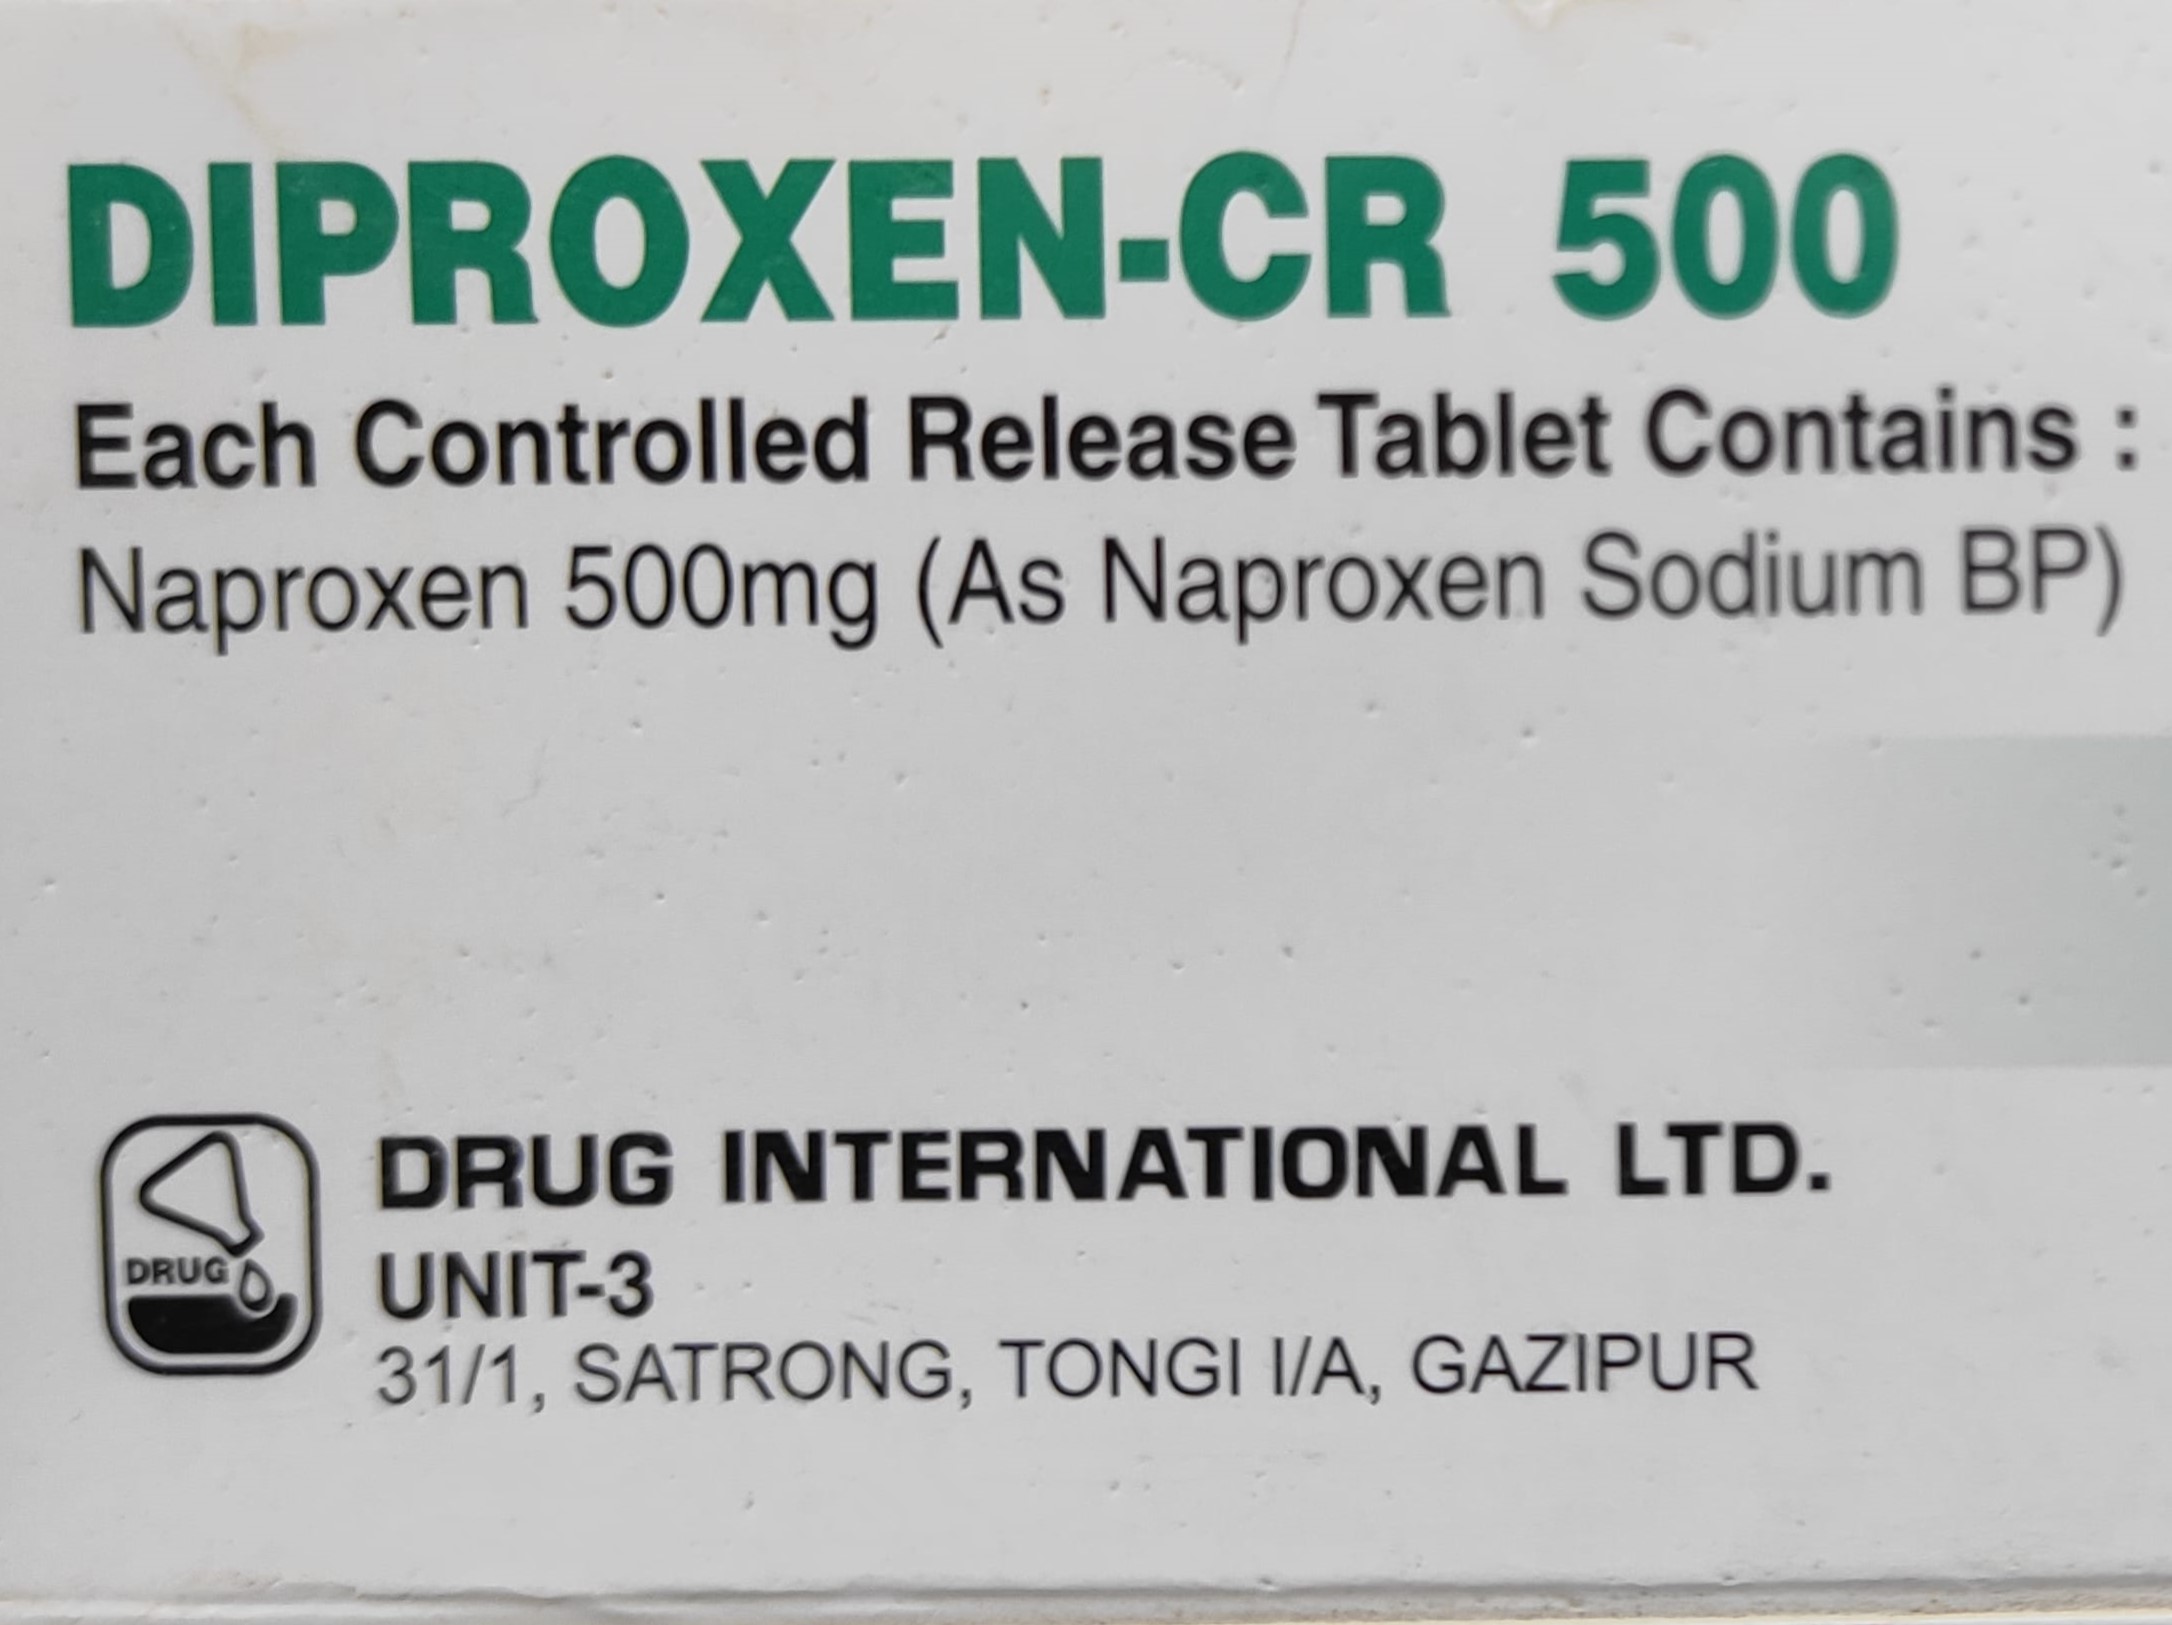 DIPROXEN-CR 500
Each Controlled Release Tablet Contains :
Naproxen 500mg (As Naproxen Sodium BP)
DRUG
DRUG INTERNATIONAL LTD.
UNIT-3
31/1, SATRONG, TONGI I/A, GAZIPUR